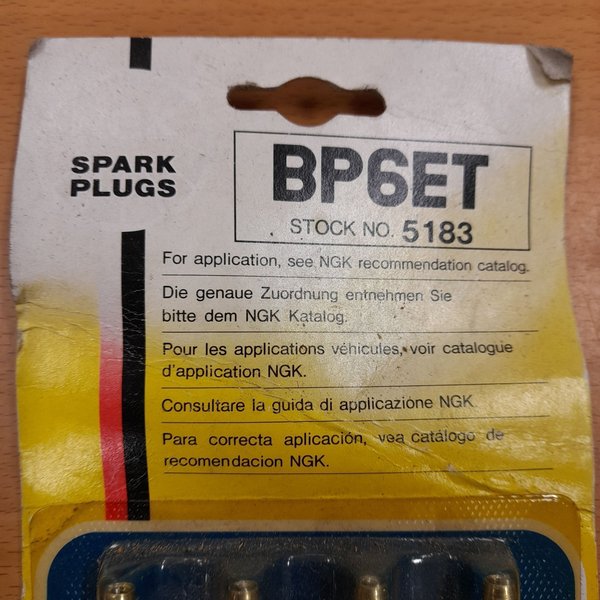 SPARK
PLUGS
BP6ET
STOCK NO. 5183
For application, see NGK recommendation catalog.
Die genaue Zuordnung entnehmen Sie
bitte dem NGK Katalog.
Pour les applications véhicules, voir catalogue
d'application NGK.
Consultare la guida di applicazione NGK
Para correcta aplicación, vea catálogo de
recomendacion NGK.